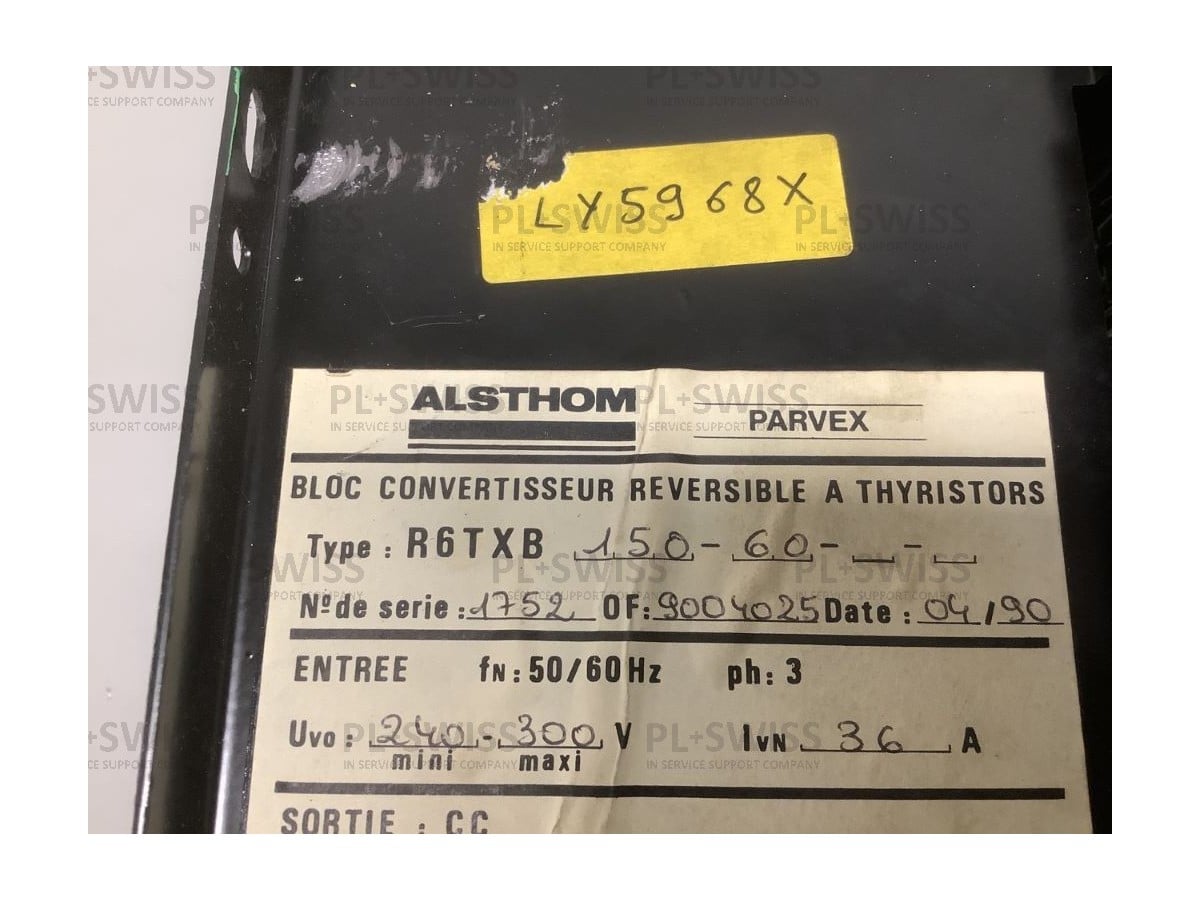 LY5968X
ALSTHOM PARVEX
BLOC CONVERTISSEUR REVERSIBLE A THYRISTORS
Type : R6TXB 150 - 60 - _ - _
Nº de serie : 1752 OF: 9004025 Date : 04/90
ENTREE fN: 50/60 Hz ph: 3
Uvo : 240 - 300 V IVN 36 A
mini maxi
SORTIE : CC
PL+SWISS
IN SERVICE SUPPORT COMPANY